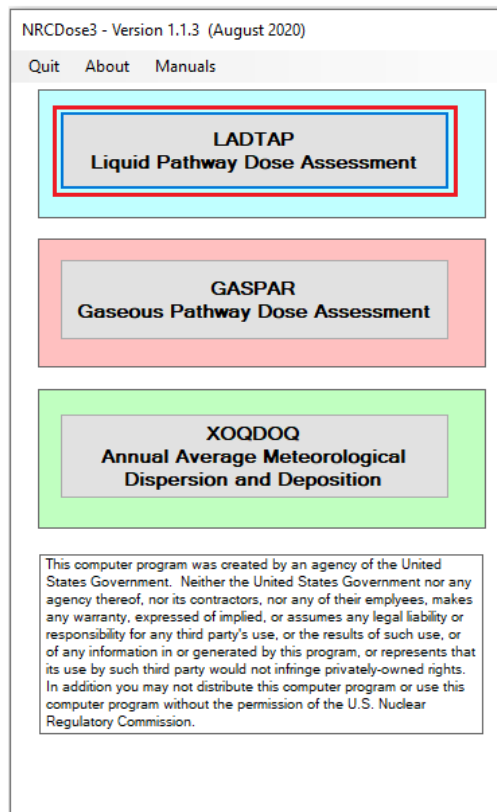 NRCDose3 - Version 1.1.3 (August 2020)
Quit About Manuals
LADTAP
Liquid Pathway Dose Assessment
GASPAR
Gaseous Pathway Dose Assessment
XOQDOQ
Annual Average Meteorological
Dispersion and Deposition
This computer program was created by an agency of the United
States Government. Neither the United States Government nor any
agency thereof, nor its contractors, nor any of their emplyees, makes
any warranty, expressed of implied, or assumes any legal liability or
responsibility for any third party's use, or the results of such use, or
of any information in or generated by this program, or represents that
its use by such third party would not infringe privately-owned rights.
In addition you may not distribute this computer program or use this
computer program without the permission of the U.S. Nuclear
Regulatory Commission.